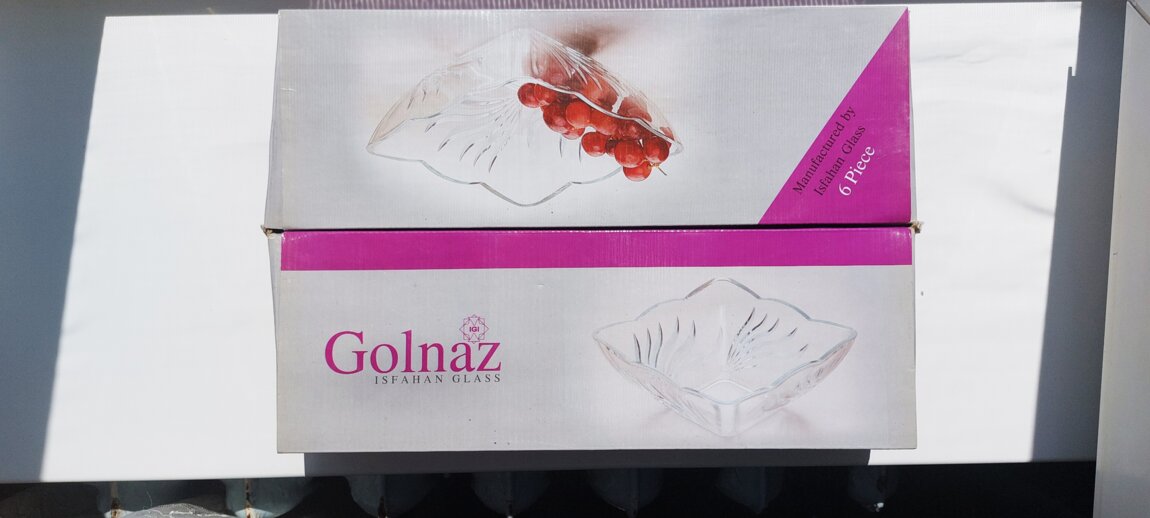 Manufactured by
Isfahan Glass
6 Piece
IGI
Golnaz
ISFAHAN GLASS